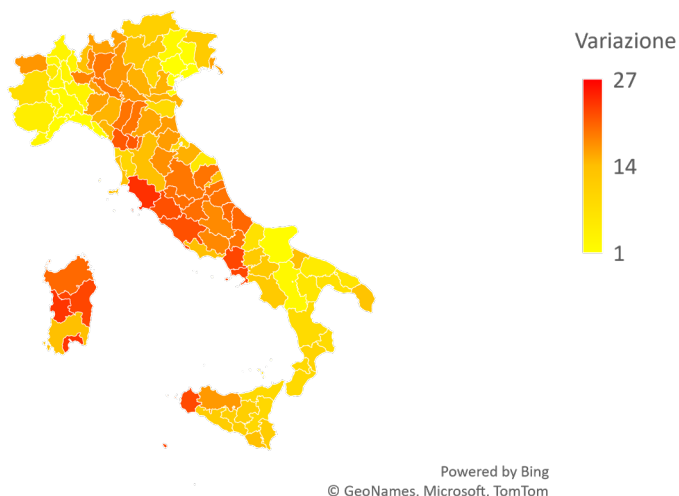 Variazione
27
14
1
Powered by Bing
© GeoNames, Microsoft, TomTom